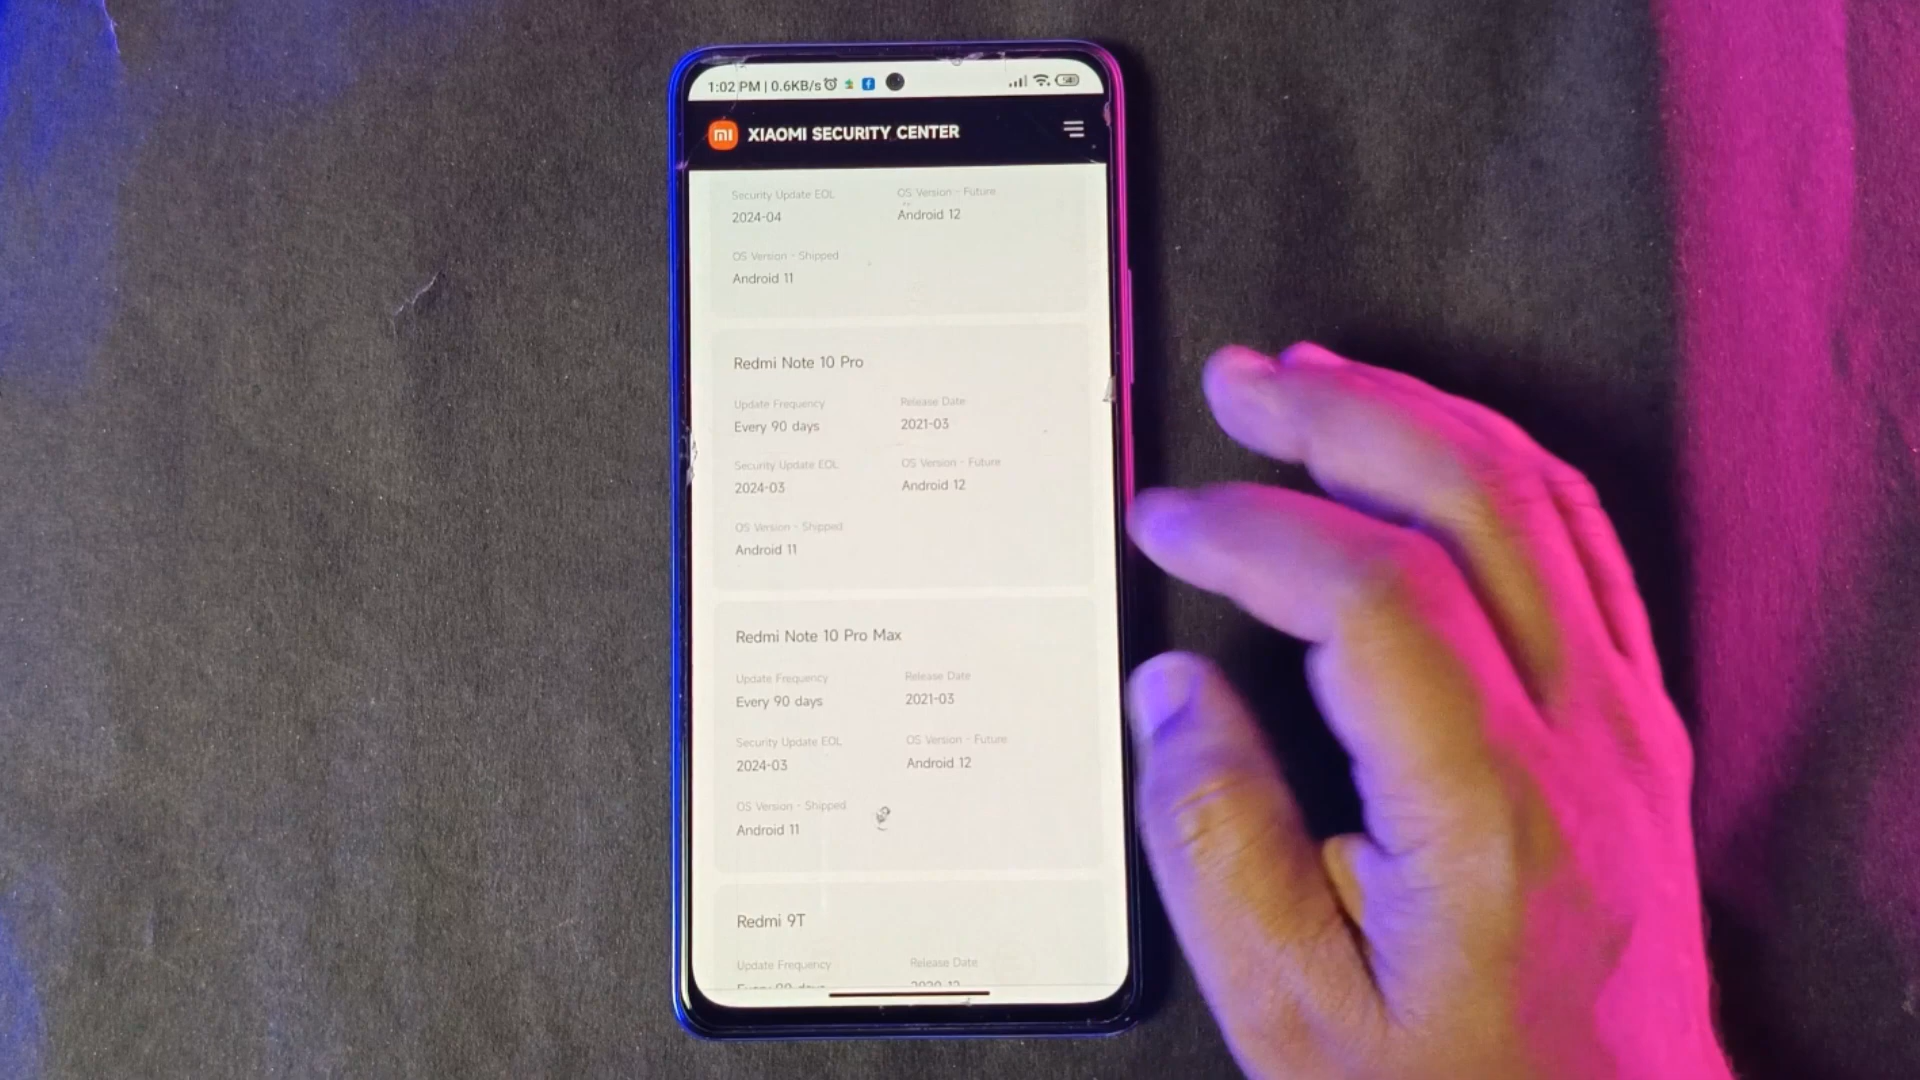 1:02 PM | 0.6KB/s
mi XIAOMI SECURITY CENTER
Security Update EOL OS Version - Future
2024-04 Android 12
OS Version - Shipped
Android 11
Redmi Note 10 Pro
Update Frequency Release Date
Every 90 days 2021-03
Security Update EOL OS Version - Future
2024-03 Android 12
OS Version - Shipped
Android 11
Redmi Note 10 Pro Max
Update Frequency Release Date
Every 90 days 2021-03
Security Update EOL OS Version - Future
2024-03 Android 12
OS Version - Shipped
Android 11
Redmi 9T
Update Frequency Release Date